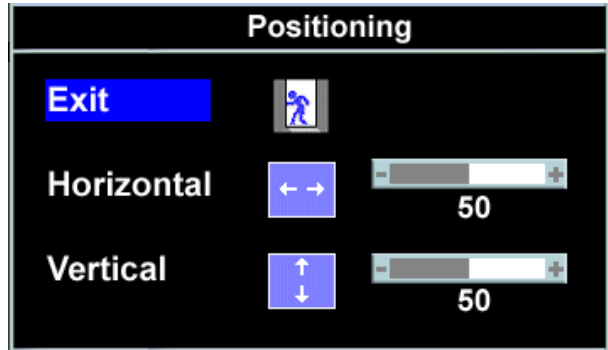 Positioning
Exit
Horizontal
- +
50
Vertical
- +
50